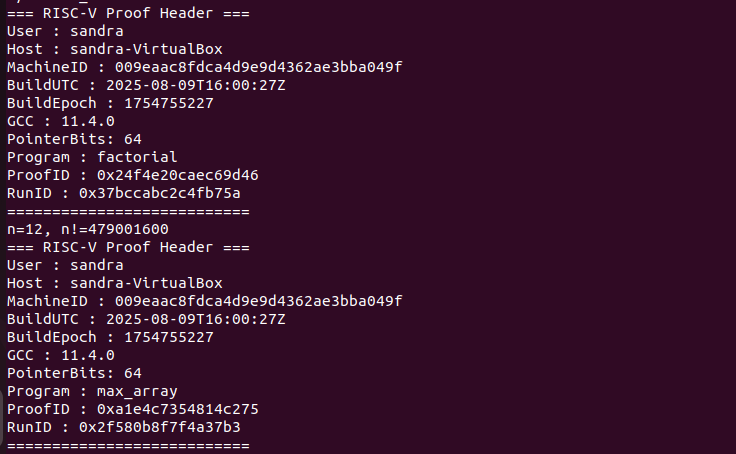 === RISC-V Proof Header ===
User : sandra
Host : sandra-VirtualBox
MachineID : 009eaac8fdca4d9e9d4362ae3bba049f
BuildUTC : 2025-08-09T16:00:27Z
BuildEpoch : 1754755227
GCC : 11.4.0
PointerBits: 64
Program : factorial
ProofID : 0x24f4e20caec69d46
RunID : 0x37bccabc2c4fb75a
===========================
n=12, n!=479001600
=== RISC-V Proof Header ===
User : sandra
Host : sandra-VirtualBox
MachineID : 009eaac8fdca4d9e9d4362ae3bba049f
BuildUTC : 2025-08-09T16:00:27Z
BuildEpoch : 1754755227
GCC : 11.4.0
PointerBits: 64
Program : max_array
ProofID : 0xa1e4c7354814c275
RunID : 0x2f580b8f7f4a37b3
===========================